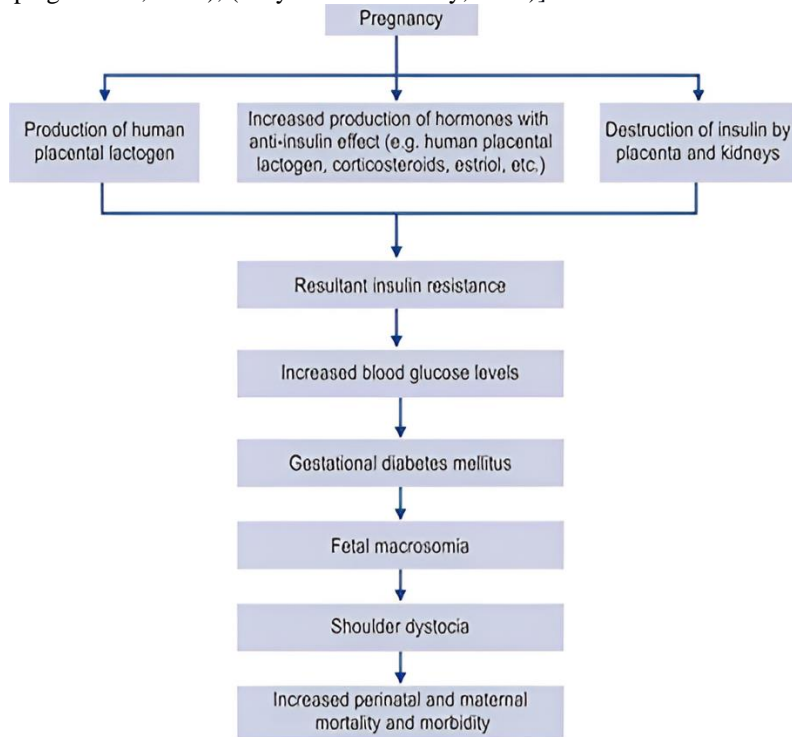 Pregnancy
Production of human
placental lactogen
Increased production of hormones with
anti-insulin effect (e.g. human placental
lactogen, corticosteroids, estriol, etc.)
Destruction of insulin by
placenta and kidneys
Resultant insulin resistance
Increased blood glucose levels
Gestational diabetes mellitus
Fetal macrosomia
Shoulder dystocia
Increased perinatal and maternal
mortality and morbidity